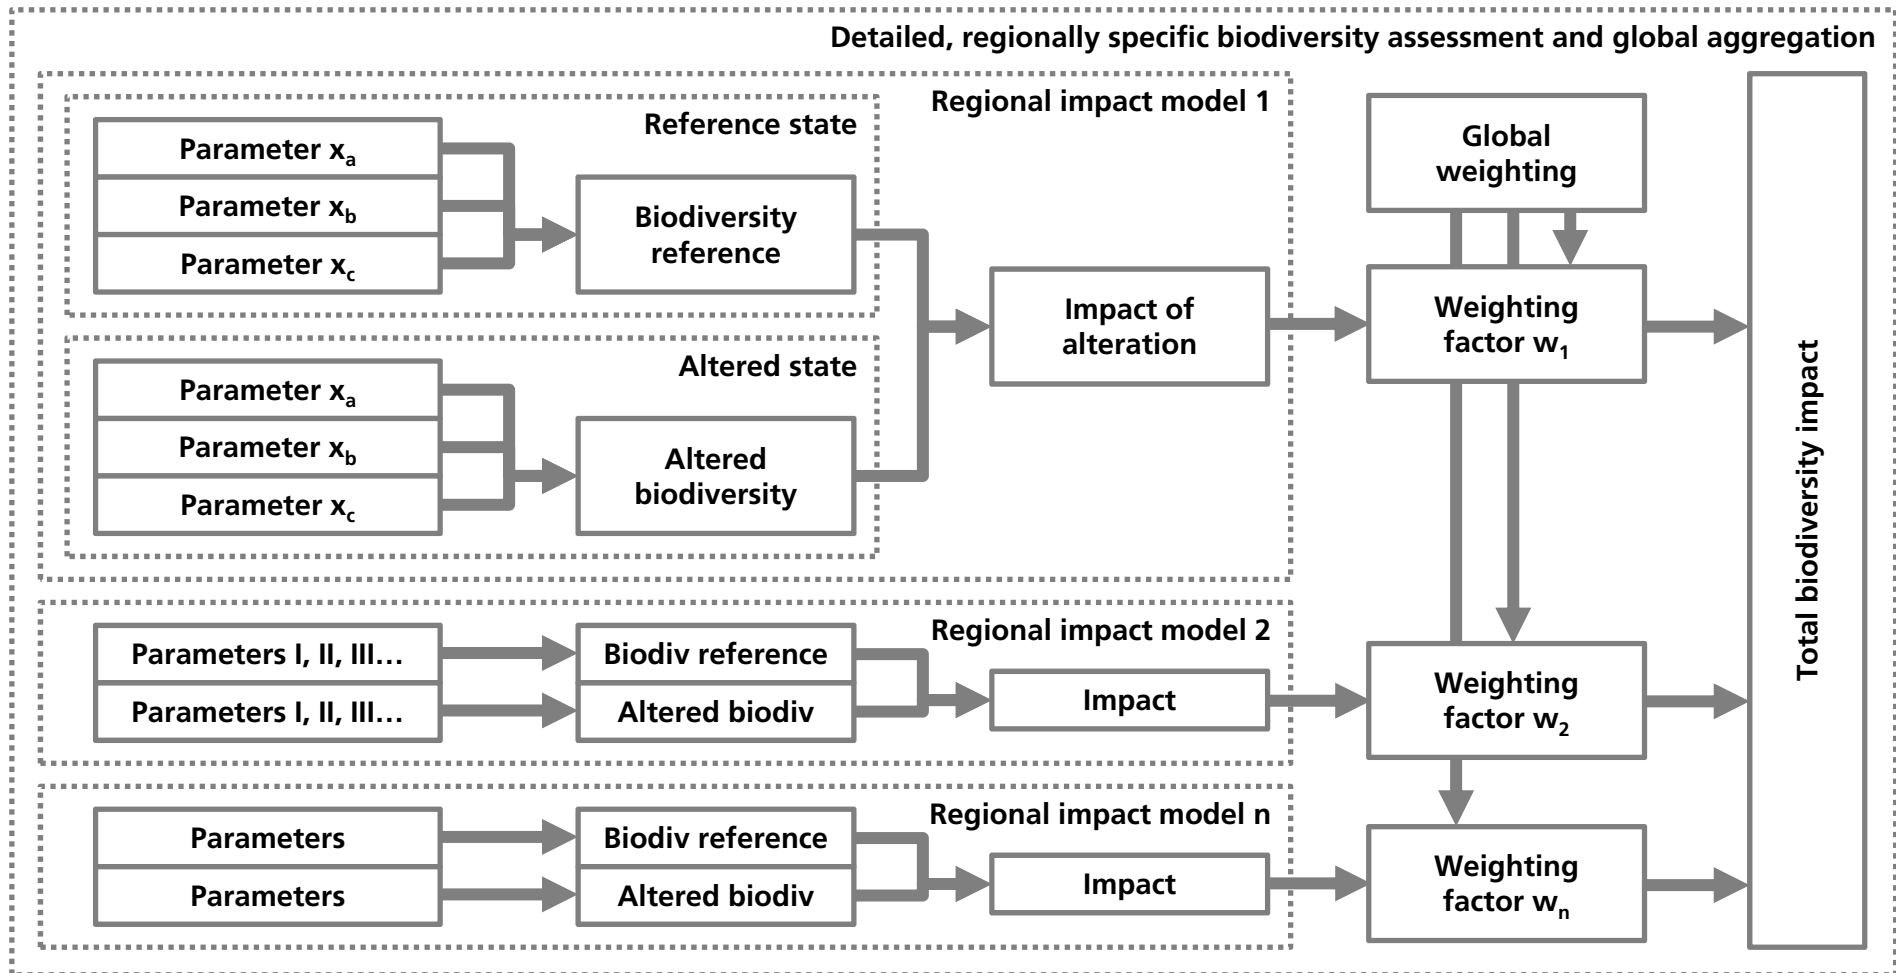 Detailed, regionally specific biodiversity assessment and global aggregation
Regional impact model 1
Reference state
Parameter xa
Parameter xb
Parameter xc
Biodiversity
reference
Altered state
Parameter xa
Parameter xb
Parameter xc
Altered
biodiversity
Impact of
alteration
Global
weighting
Weighting
factor w1
Regional impact model 2
Parameters I, II, III...
Parameters I, II, III...
Biodiv reference
Altered biodiv
Impact
Weighting
factor w2
Regional impact model n
Parameters
Parameters
Biodiv reference
Altered biodiv
Impact
Weighting
factor wn
Total biodiversity impact